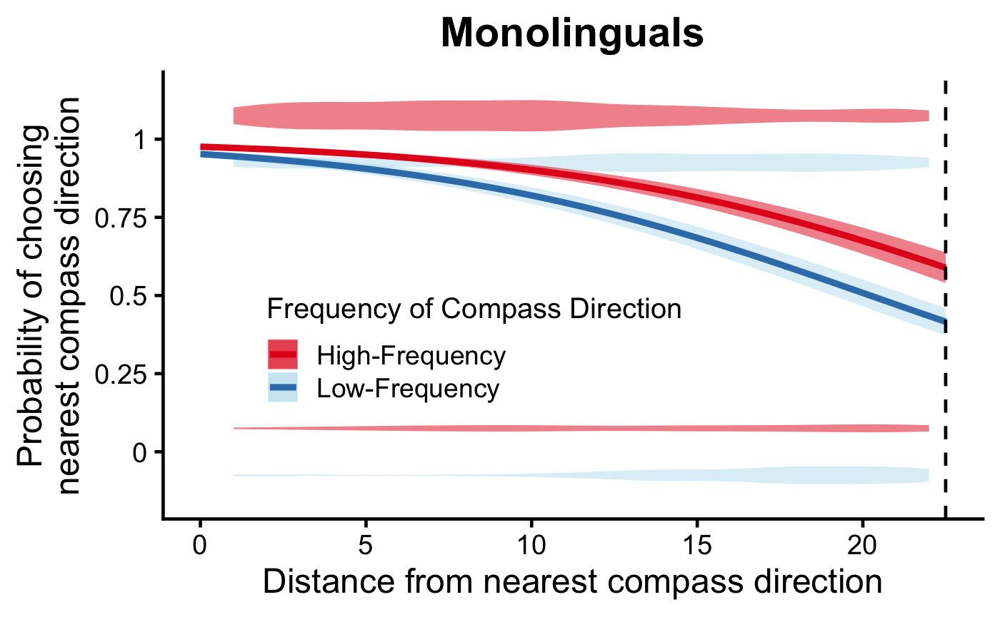 Monolinguals
Probability of choosing
nearest compass direction
1
0.75
0.5
0.25
0
Frequency of Compass Direction
High-Frequency
Low-Frequency
0 5 10 15 20
Distance from nearest compass direction